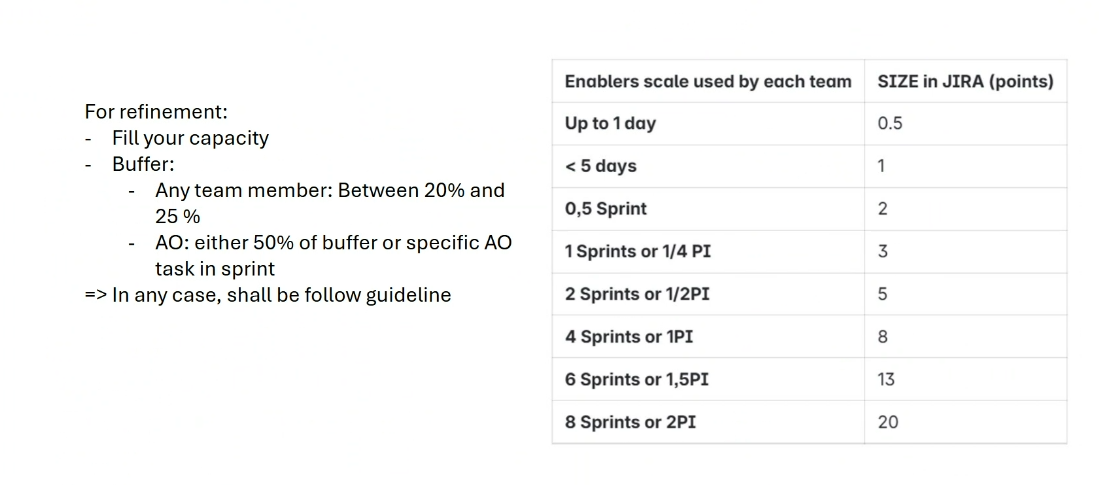 For refinement:
- Fill your capacity
- Buffer:
- Any team member: Between 20% and
25 %
- AO: either 50% of buffer or specific AO
task in sprint
=> In any case, shall be follow guideline
Enablers scale used by each team SIZE in JIRA (points)
Up to 1 day 0.5
< 5 days 1
0,5 Sprint 2
1 Sprints or 1/4 PI 3
2 Sprints or 1/2PI 5
4 Sprints or 1PI 8
6 Sprints or 1,5PI 13
8 Sprints or 2PI 20